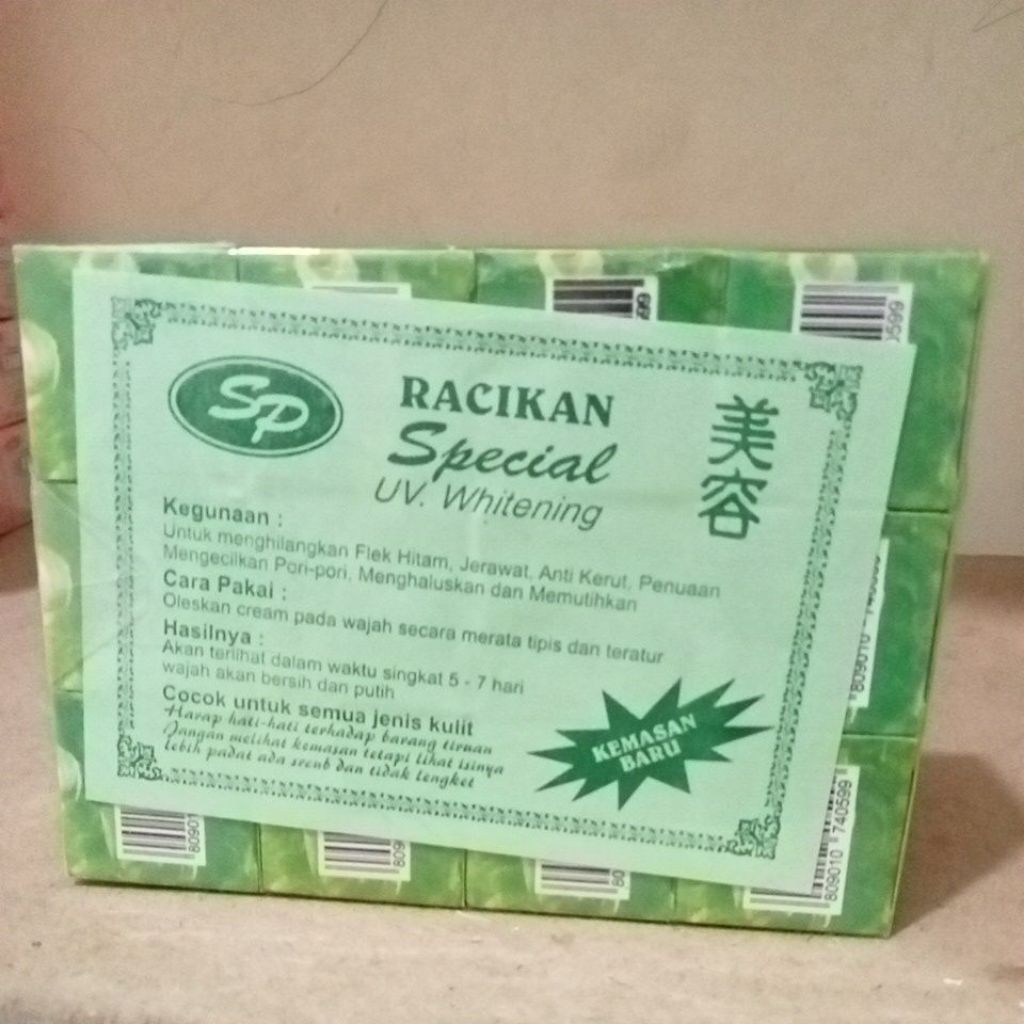 SP
RACIKAN
Special
UV. Whitening
美容
Kegunaan :
Untuk menghilangkan Flek Hitam, Jerawat, Anti Kerut, Penuaan
Mengecilkan Pori-pori, Menghaluskan dan Memutihkan
Cara Pakai :
Oleskan cream pada wajah secara merata tipis dan teratur
Hasilnya :
Akan terlihat dalam waktu singkat 5 - 7 hari
wajah akan bersih dan putih
Cocok untuk semua jenis kulit
Harap hati-hati terhadap barang tiruan
Jangan melihat kemasan tetapi lihat isinya
lebih padat ada sreub dan tidak lengket
KEMASAN
BARU
809010 740599